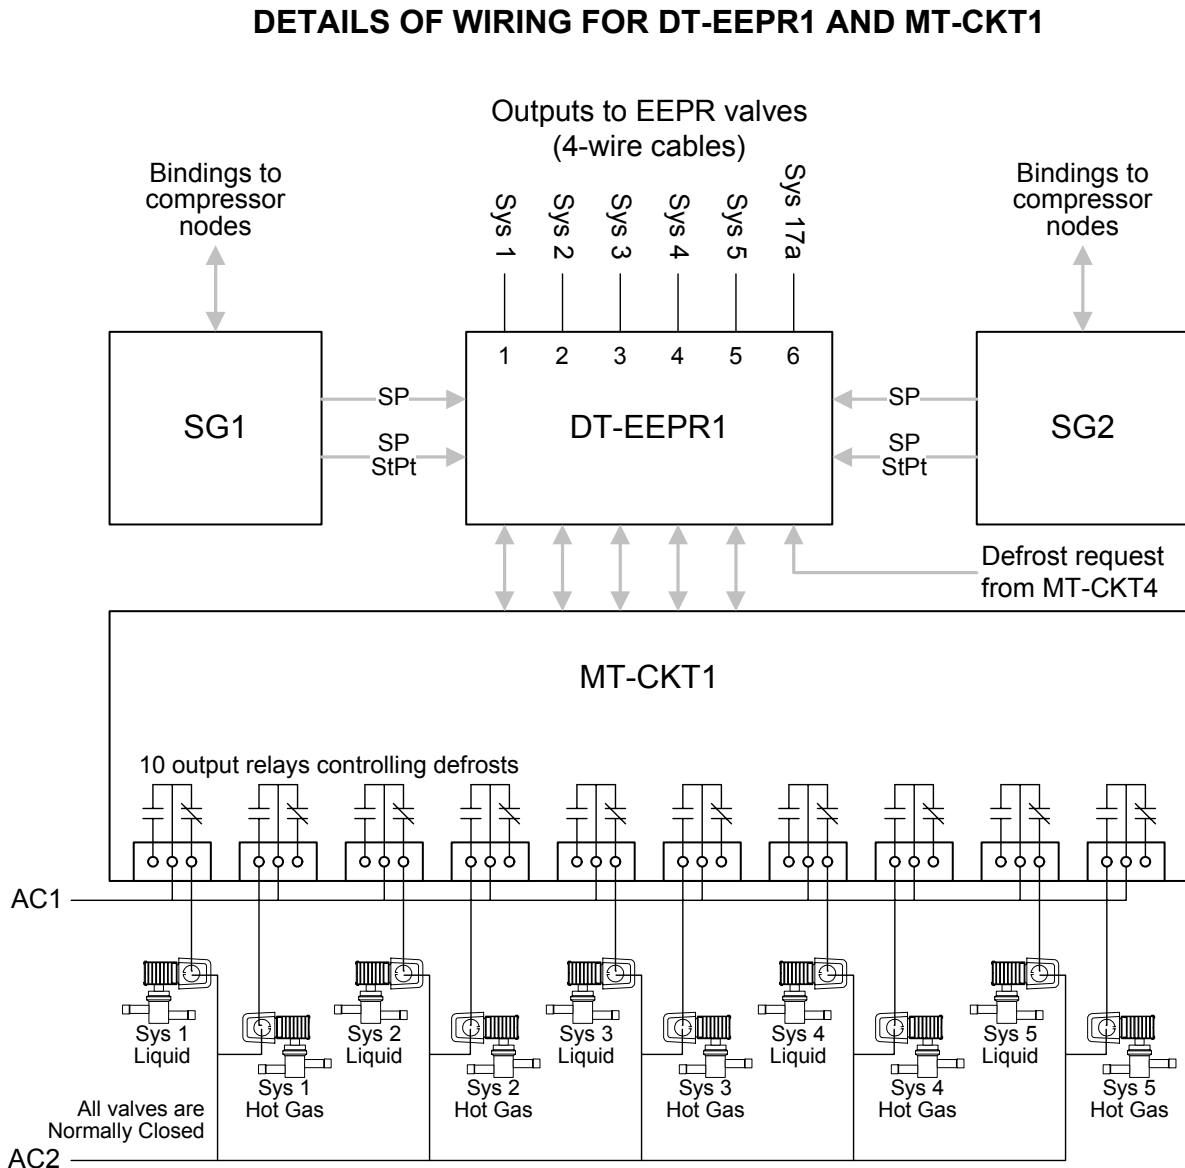 DETAILS OF WIRING FOR DT-EEPR1 AND MT-CKT1
Outputs to EEPR valves
(4-wire cables)
Bindings to
compressor
nodes
Bindings to
compressor
nodes
Sys 1
Sys 2
Sys 3
Sys 4
Sys 5
Sys 17a
1
2
3
4
5
6
SG1
SP
SP
StPt
DT-EEPR1
SP
SP
StPt
SG2
Defrost request
from MT-CKT4
MT-CKT1
10 output relays controlling defrosts
AC1
Sys 1
Liquid
Sys 1
Hot Gas
Sys 2
Liquid
Sys 2
Hot Gas
Sys 3
Liquid
Sys 3
Hot Gas
Sys 4
Liquid
Sys 4
Hot Gas
Sys 5
Liquid
Sys 5
Hot Gas
All valves are
Normally Closed
AC2